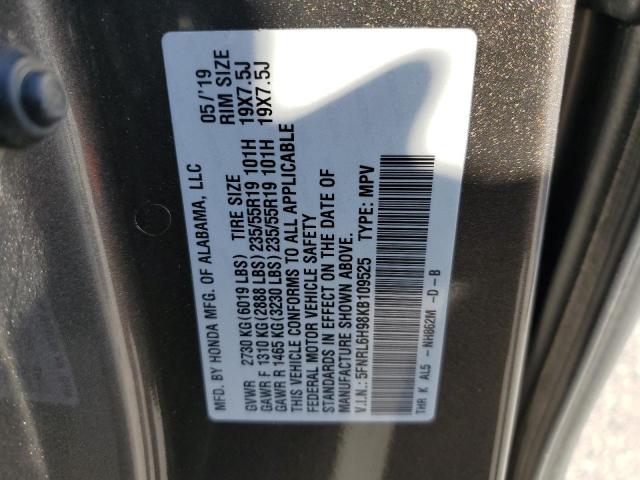 MFD. BY HONDA MFG. OF ALABAMA, LLC 05/'19
GVWR 2730 KG (6019 LBS) TIRE SIZE RIM SIZE
GAWR F 1310 KG (2888 LBS) 235/55R19 101H 19X7.5J
GAWR R 1465 KG (3230 LBS) 235/55R19 101H 19X7.5J
THIS VEHICLE CONFORMS TO ALL APPLICABLE
FEDERAL MOTOR VEHICLE SAFETY
STANDARDS IN EFFECT ON THE DATE OF
MANUFACTURE SHOWN ABOVE.
V.I.N.: 5FNRL6H98KB109525 TYPE: MPV
THR K AL5 - NH862M -D-B